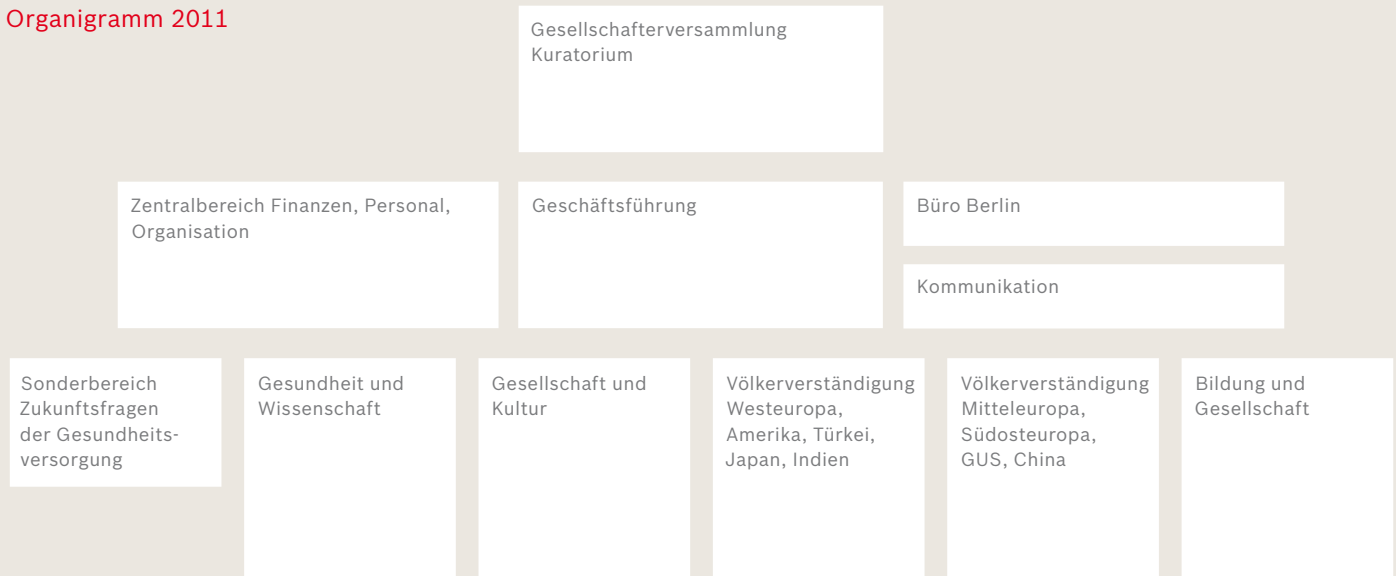 Organigramm 2011
Gesellschafterversammlung
Kuratorium
Zentralbereich Finanzen, Personal,
Organisation
Geschäftsführung
Büro Berlin
Kommunikation
Sonderbereich
Zukunftsfragen
der Gesundheits-
versorgung
Gesundheit und
Wissenschaft
Gesellschaft und
Kultur
Völkerverständigung
Westeuropa,
Amerika, Türkei,
Japan, Indien
Völkerverständigung
Mitteleuropa,
Südosteuropa,
GUS, China
Bildung und
Gesellschaft